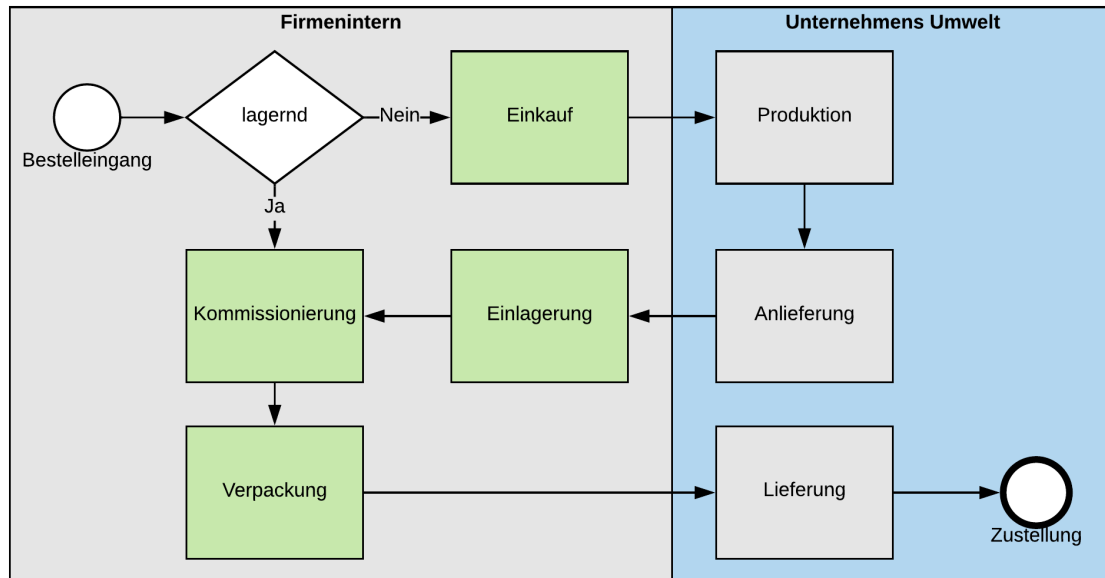 Firmenintern
Unternehmens Umwelt
Bestelleingang
lagernd
Nein
Einkauf
Produktion
Ja
Kommissionierung
Einlagerung
Anlieferung
Verpackung
Lieferung
Zustellung